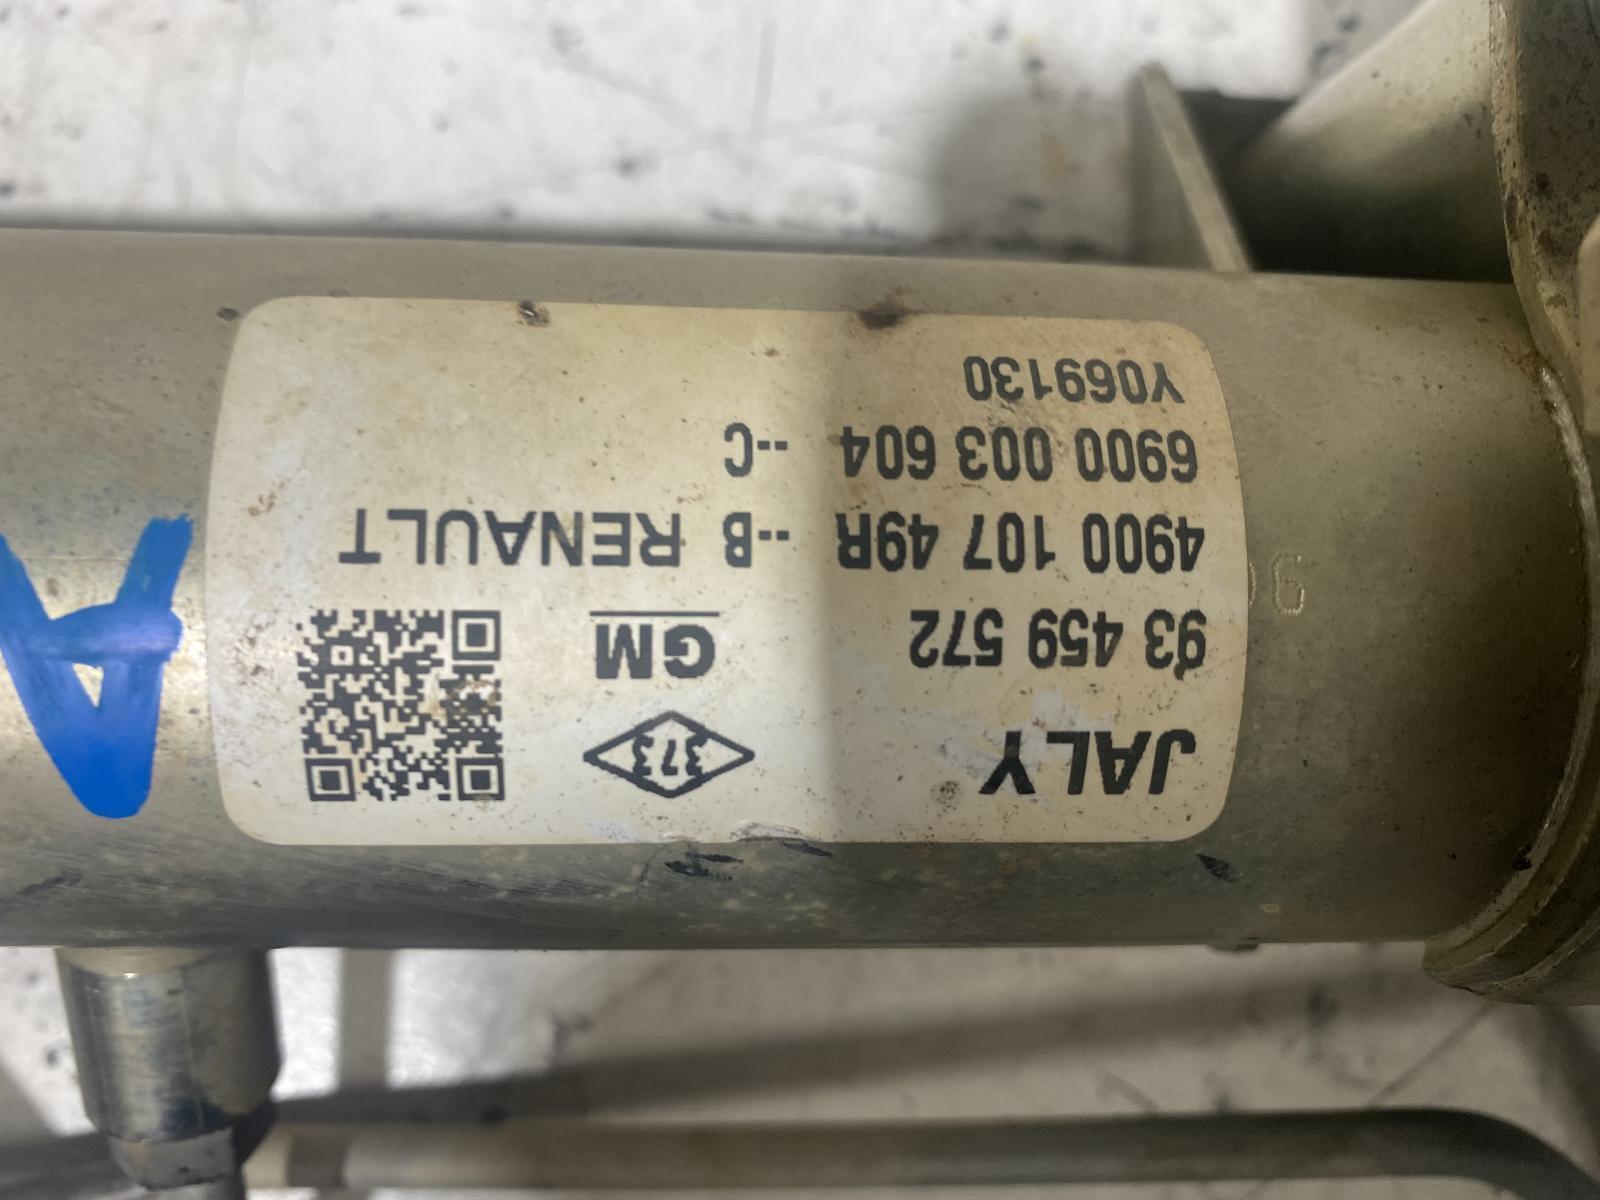 JALY 373
93 459 572 GM
4900 107 49R --B RENAULT
6900 003 604 --C
Y069130
A